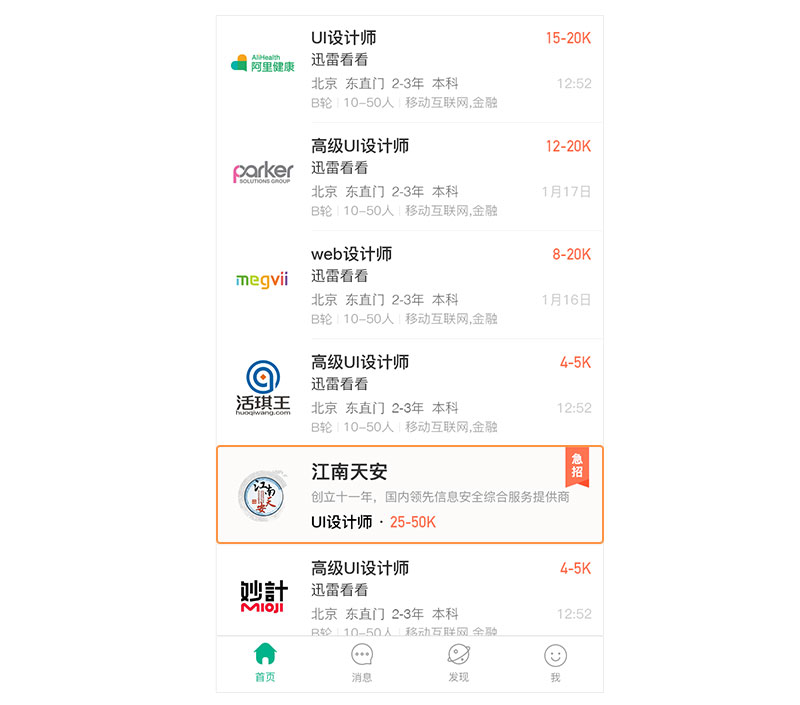 AliHealth
阿里健康
UI设计师
15-20K
迅雷看看
北京 东直门 2-3年 本科
12:52
B轮 | 10-50人 | 移动互联网,金融
parker
SOLUTIONS GROUP
高级UI设计师
12-20K
迅雷看看
北京 东直门 2-3年 本科
1月17日
B轮 | 10-50人 | 移动互联网,金融
megvii
web设计师
8-20K
迅雷看看
北京 东直门 2-3年 本科
1月16日
B轮 | 10-50人 | 移动互联网,金融
活琪王
huoqiwang.com
高级UI设计师
4-5K
迅雷看看
北京 东直门 2-3年 本科
12:52
B轮 | 10-50人 | 移动互联网,金融
江南天安
江南天安
急招
创立十一年，国内领先信息安全综合服务提供商
UI设计师 · 25-50K
妙計
MIOJI
高级UI设计师
4-5K
迅雷看看
北京 东直门 2-3年 本科
12:52
B轮 | 10-50人 | 移动互联网,金融
首页
消息
发现
我